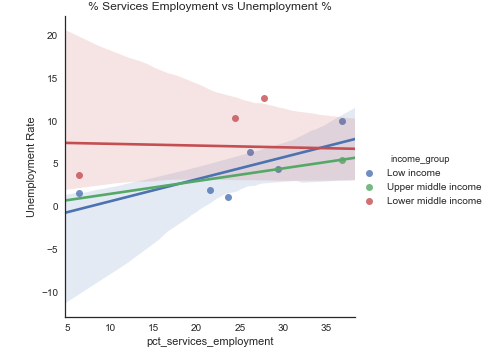 % Services Employment vs Unemployment %
20
15
10
5
0
−5
−10
Unemployment Rate
5
10
15
20
25
30
35
pct_services_employment
income_group
Low income
Upper middle income
Lower middle income